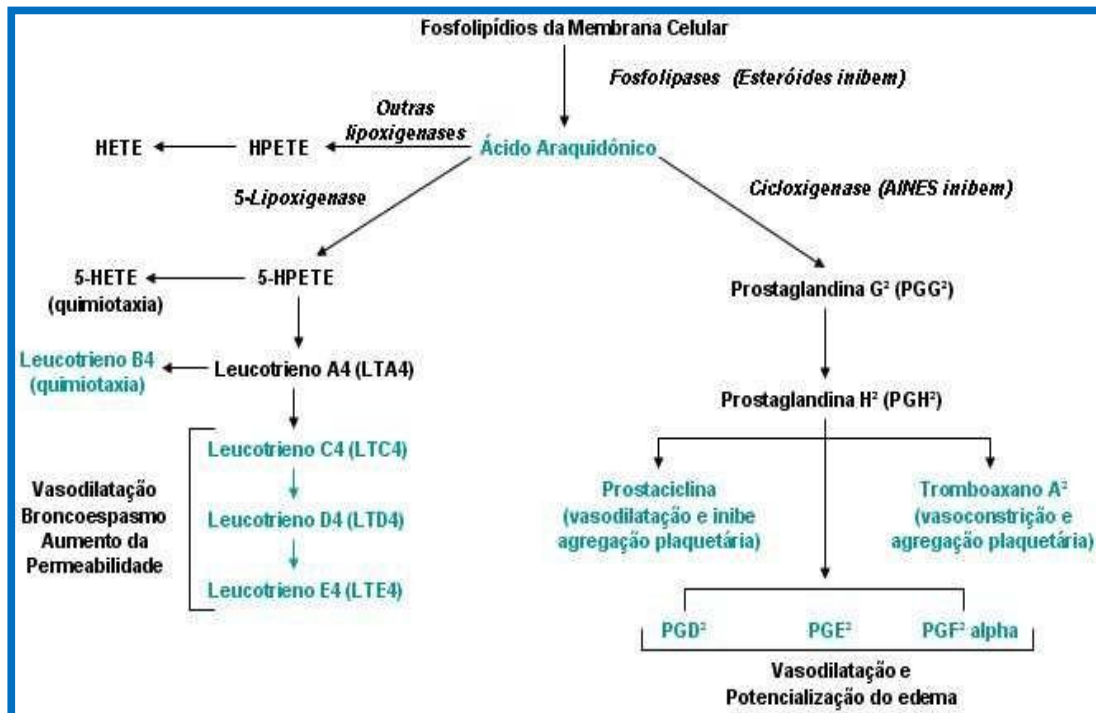 Fosfolipídios da Membrana Celular
Fosfolipases (Esteróides inibem)
Outras
lipoxigenases
HETE
HPETE
Ácido Araquidónico
5-Lipoxigenase
Cicloxigenase (AINES inibem)
5-HETE
(quimiotaxia)
5-HPETE
Prostaglandina G² (PGG²)
Leucotrieno B4
(quimiotaxia)
Leucotrieno A4 (LTA4)
Prostaglandina H² (PGH²)
Leucotrieno C4 (LTC4)
Vasodilatação
Broncoespasmo
Aumento da
Permeabilidade
Leucotrieno D4 (LTD4)
Leucotrieno E4 (LTE4)
Prostaciclina
(vasodilatação e inibe
agregação plaquetária)
Tromboaxano A²
(vasoconstrição e
agregação plaquetária)
PGD²
PGE²
PGF² alpha
Vasodilatação e
Potencialização do edema